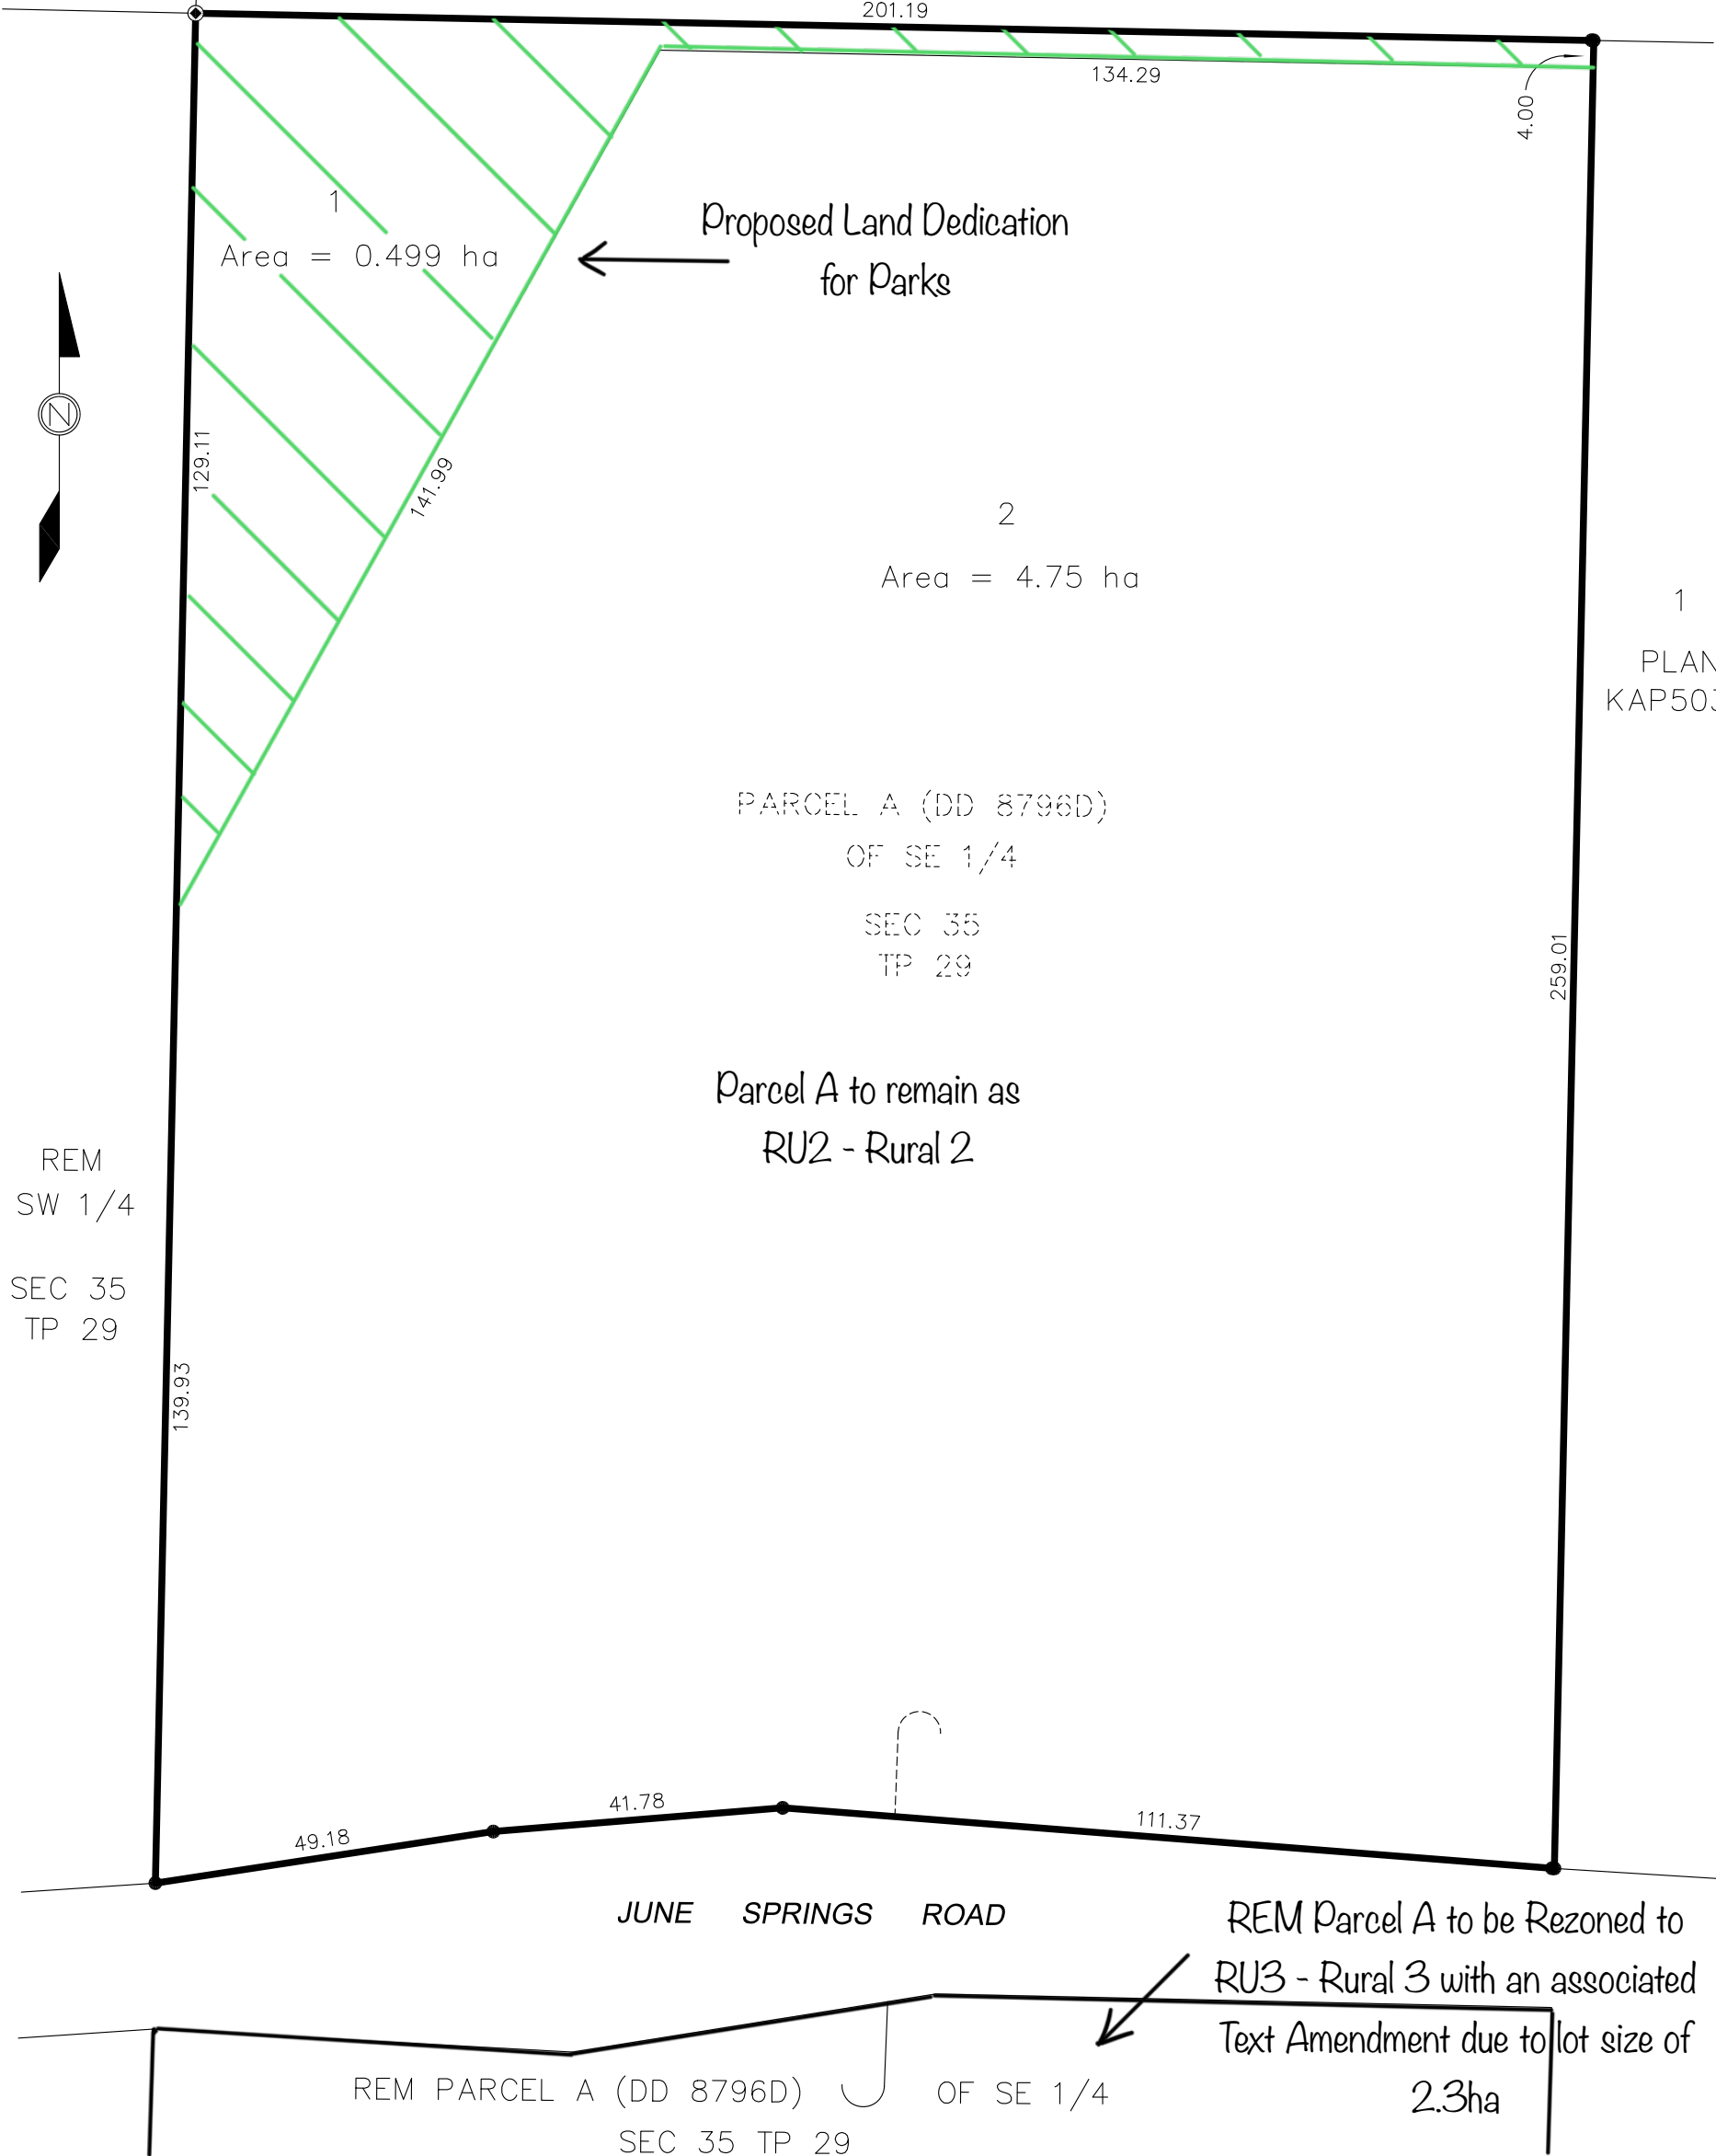 201.19
134.29
4.00
1
Area = 0.499 ha
Proposed Land Dedication
for Parks
N
129.11
141.99
2
Area = 4.75 ha
1
PLAN
KAP503
PARCEL A (DD 8796D)
OF SE 1/4
SEC 35
TP 29
259.01
Parcel A to remain as
RU2 - Rural 2
REM
SW 1/4
SEC 35
TP 29
139.93
49.18
41.78
111.37
JUNE SPRINGS ROAD
REM Parcel A to be Rezoned to
RU3 - Rural 3 with an associated
Text Amendment due to lot size of
2.3ha
REM PARCEL A (DD 8796D) OF SE 1/4
SEC 35 TP 29